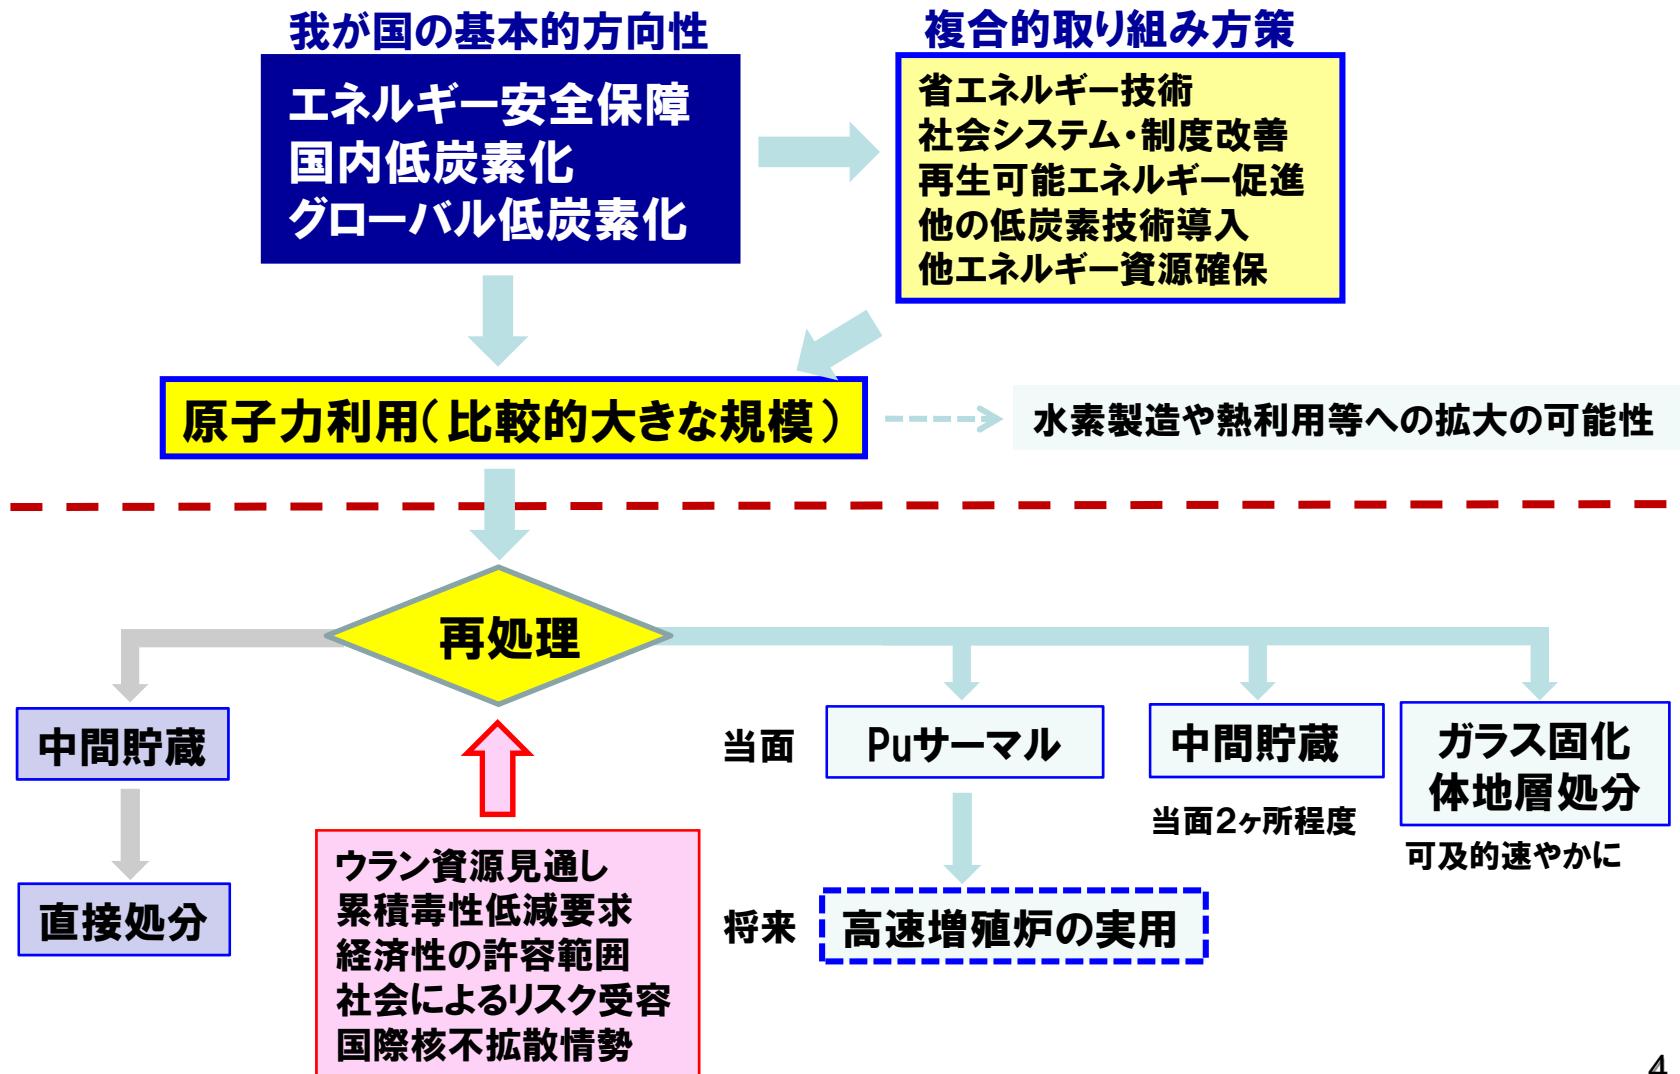 我が国の基本的方向性
エネルギー安全保障
国内低炭素化
グローバル低炭素化
複合的取り組み方策
省エネルギー技術
社会システム・制度改善
再生可能エネルギー促進
他の低炭素技術導入
他エネルギー資源確保
原子力利用(比較的大きな規模)
水素製造や熱利用等への拡大の可能性
再処理
中間貯蔵
直接処分
ウラン資源見通し
累積毒性低減要求
経済性の許容範囲
社会によるリスク受容
国際核不拡散情勢
当面
Puサーマル
将来
高速増殖炉の実用
中間貯蔵
当面2ヶ所程度
ガラス固化
体地層処分
可及的速やかに
4